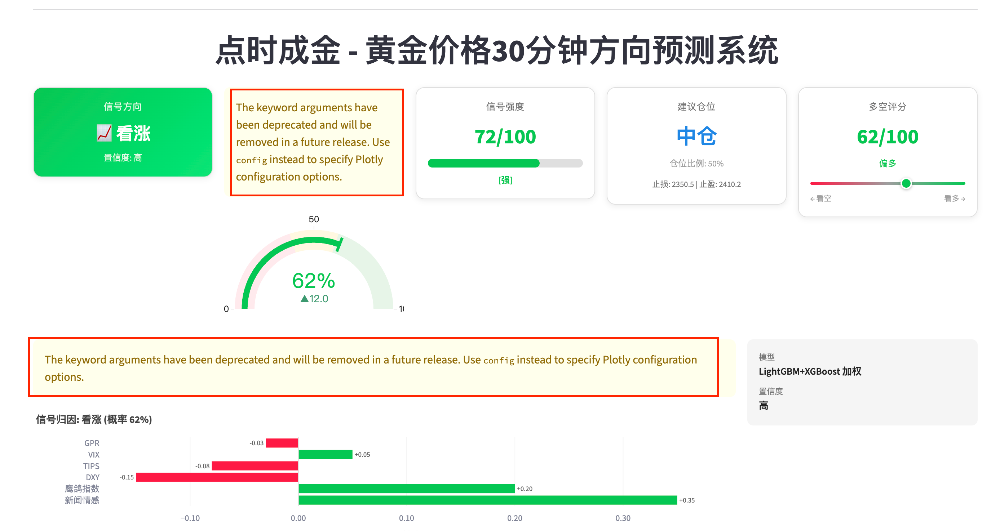 点时成金 - 黄金价格30分钟方向预测系统
信号方向
📈 看涨
置信度: 高
The keyword arguments have
been deprecated and will be
removed in a future release. Use
config instead to specify Plotly
configuration options.
50
0
62%
▲12.0
信号强度
72/100
[强]
建议仓位
中仓
仓位比例: 50%
止损: 2350.5 | 止盈: 2410.2
多空评分
62/100
偏多
← 看空
看多 →
The keyword arguments have been deprecated and will be removed in a future release. Use config instead to specify Plotly configuration
options.
模型
LightGBM+XGBoost 加权
置信度
高
信号归因: 看涨 (概率 62%)
GPR -0.03
VIX +0.05
TIPS -0.08
DXY -0.15
鹰鸽指数 +0.20
新闻情感 +0.35
−0.10 0.00 0.10 0.20 0.30